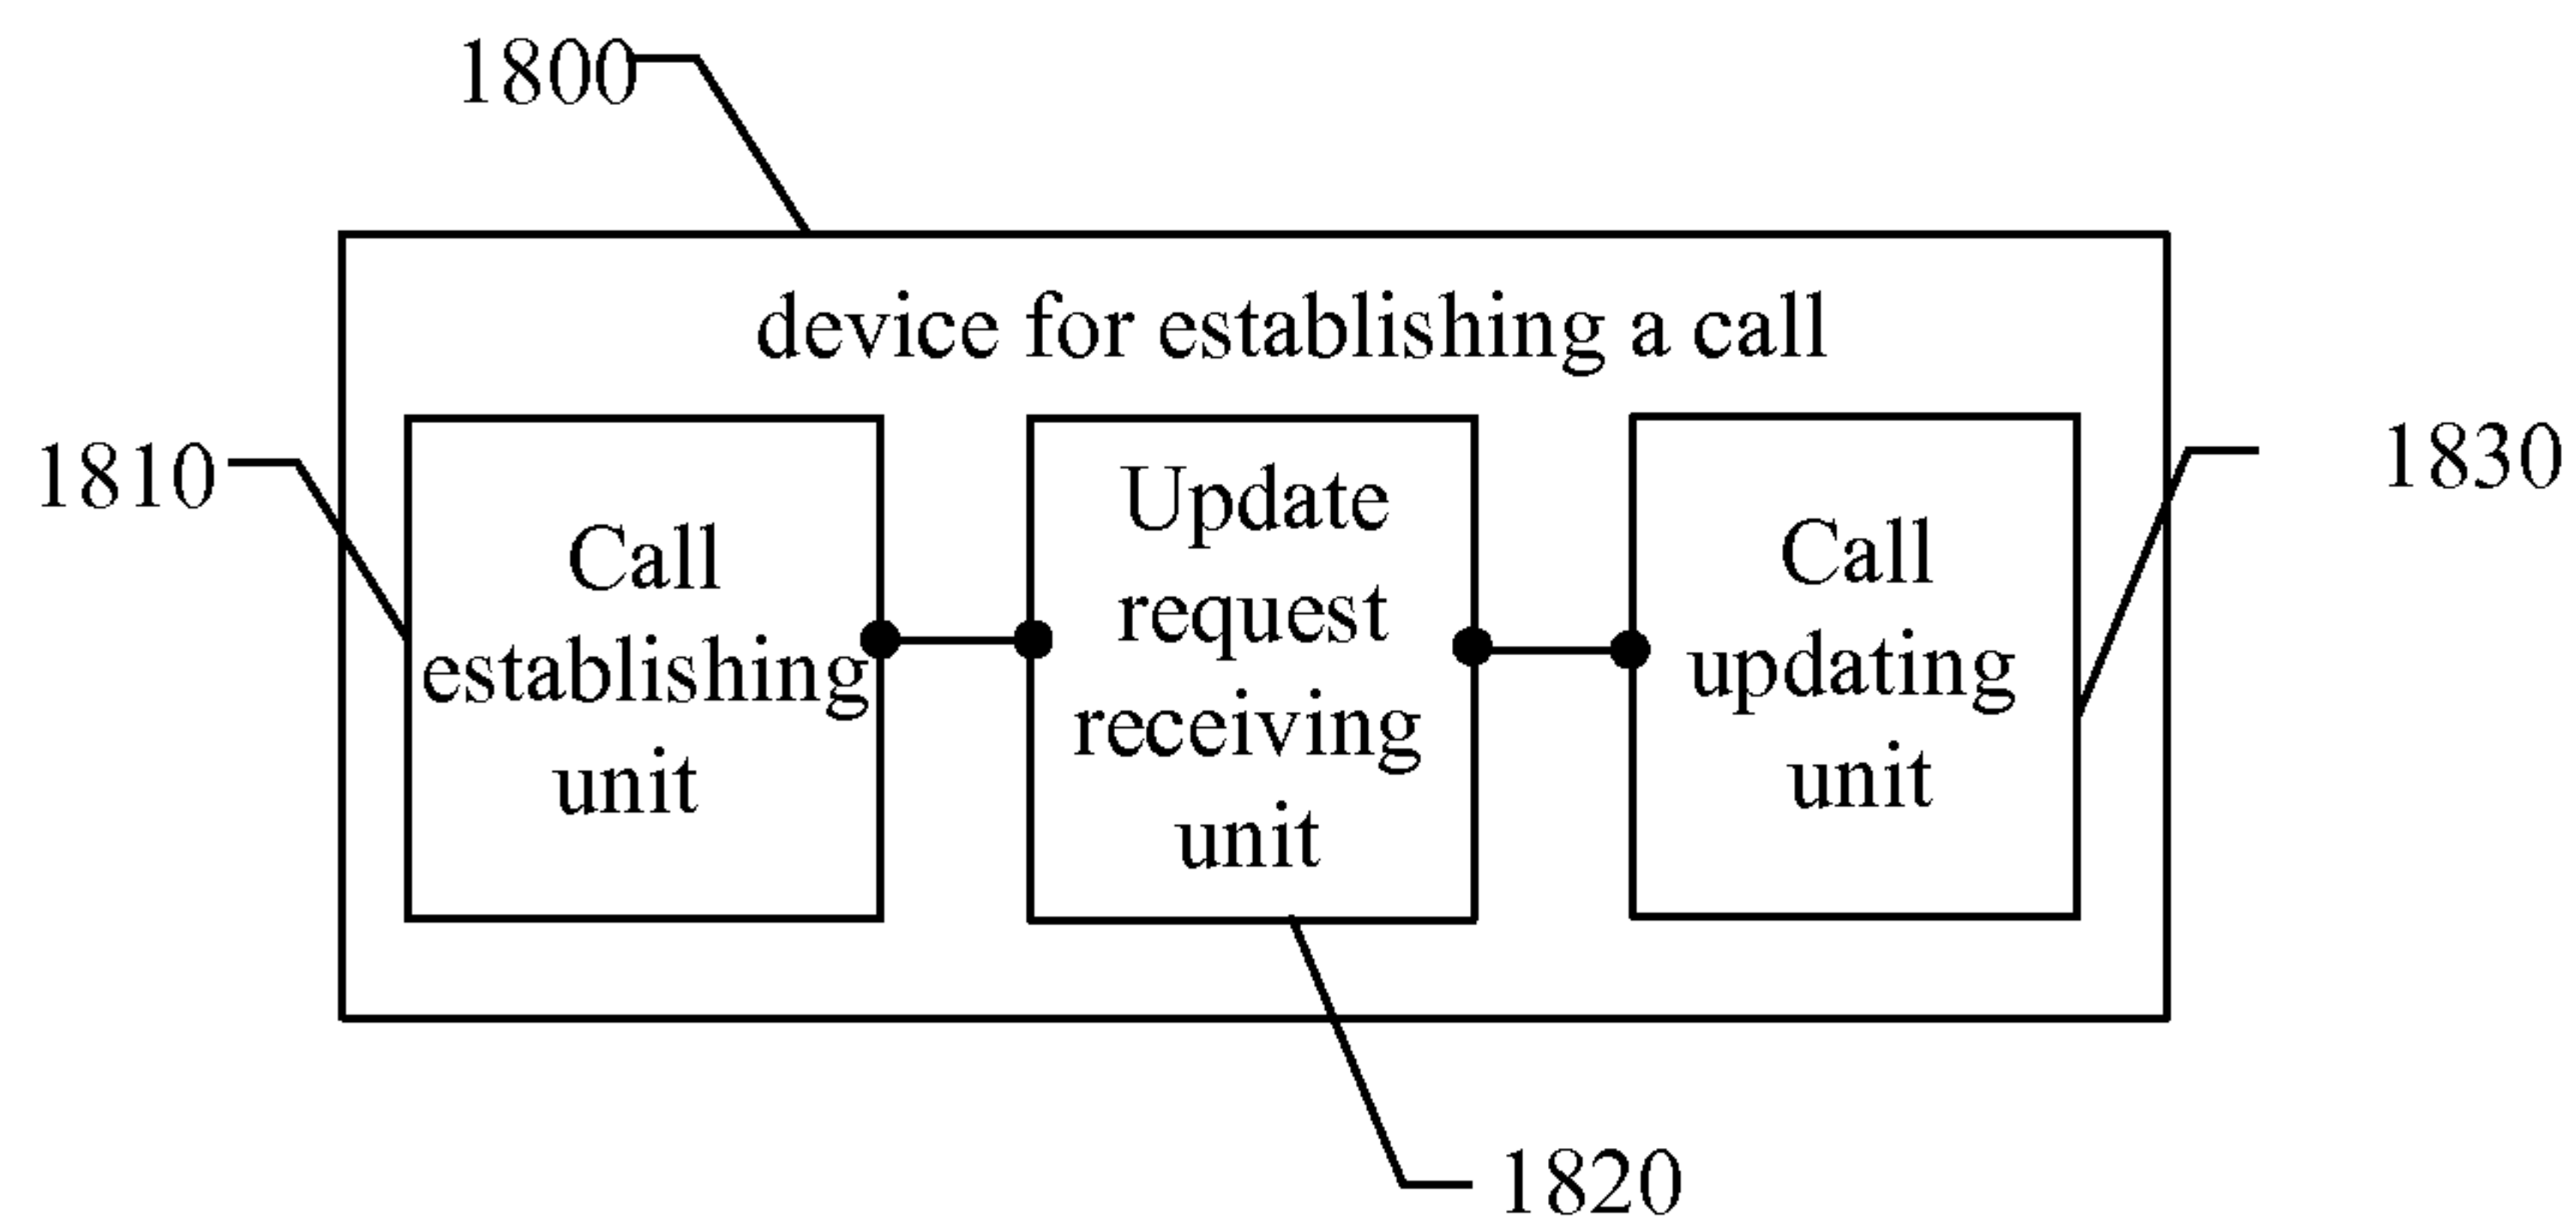 1800
device for establishing a call
1810
Call
establishing
unit
Update
request
receiving
unit
Call
updating
unit
1830
1820